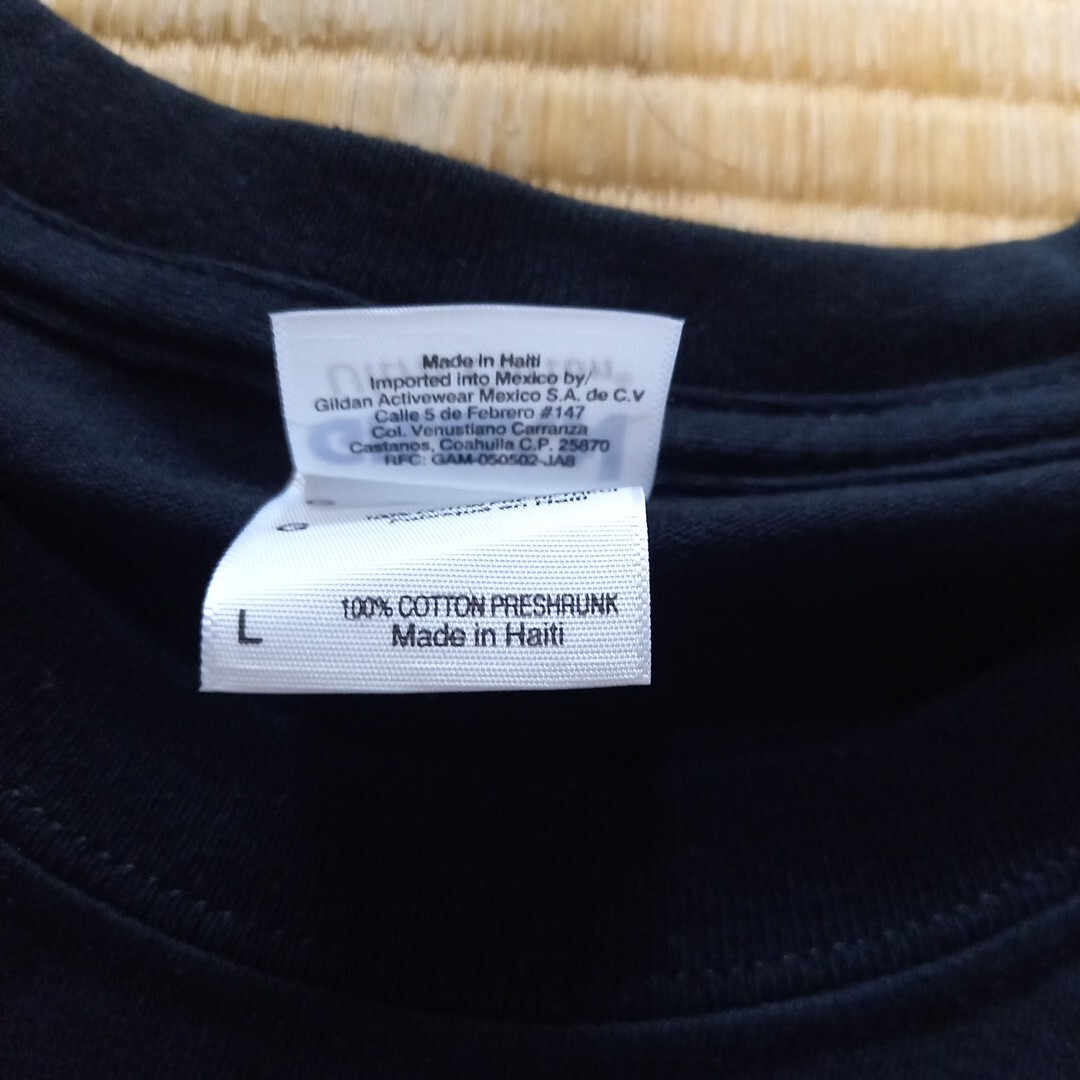 Made in Haiti
Imported into Mexico by/
Gildan Activewear Mexico S.A. de C.V
Calle 5 de Febrero #147
Col. Venustiano Carranza
Castanos, Coahuila C.P. 25870
RFC: GAM-050502-JA8
L
100% COTTON PRESHRUNK
Made in Haiti